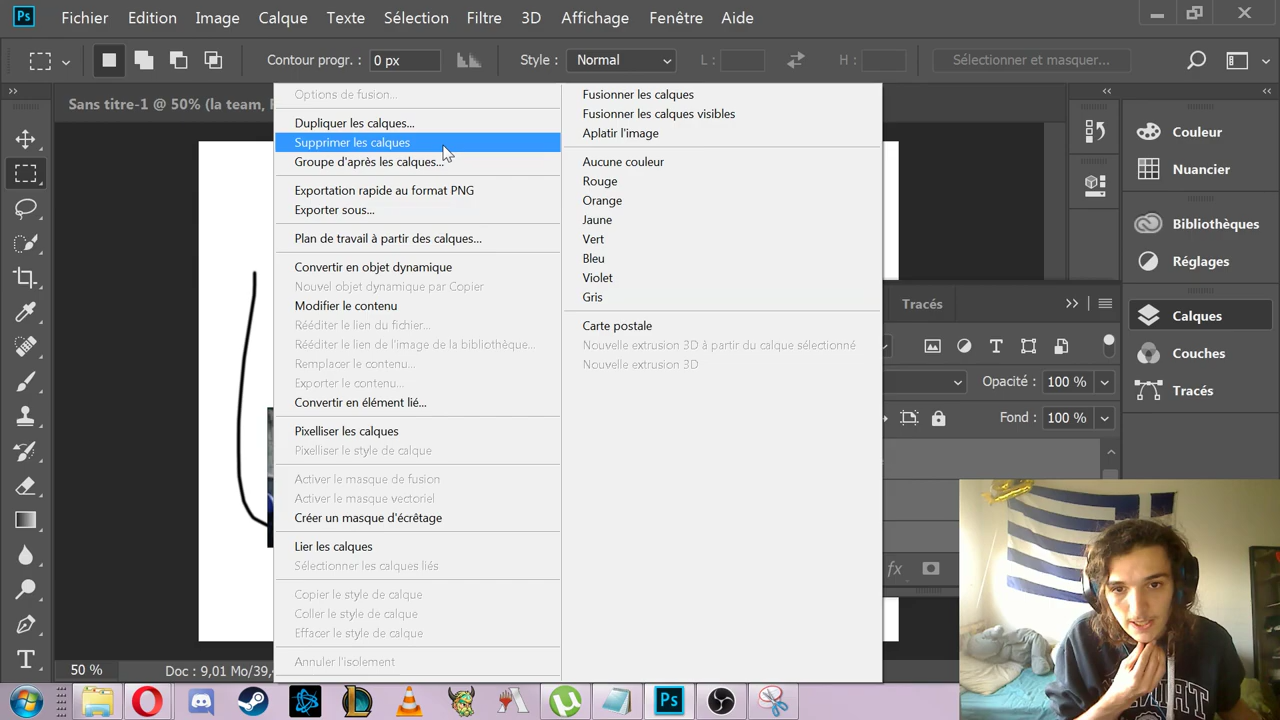 Ps Fichier Edition Image Calque Texte Sélection Filtre 3D Affichage Fenêtre Aide
Contour progr. : 0 px Style : Normal L : H : Sélectionner et masquer...
Sans titre-1 @ 50% (la team,
Options de fusion...
Dupliquer les calques...
Supprimer les calques
Groupe d'après les calques...
Exportation rapide au format PNG
Exporter sous...
Plan de travail à partir des calques...
Convertir en objet dynamique
Nouvel objet dynamique par Copier
Modifier le contenu
Rééditer le lien du fichier...
Rééditer le lien de l'image de la bibliothèque...
Remplacer le contenu...
Exporter le contenu...
Convertir en élément lié...
Pixelliser les calques
Pixelliser le style de calque
Activer le masque de fusion
Activer le masque vectoriel
Créer un masque d'écrêtage
Lier les calques
Sélectionner les calques liés
Copier le style de calque
Coller le style de calque
Effacer le style de calque
Annuler l'isolement
Fusionner les calques
Fusionner les calques visibles
Aplatir l'image
Aucune couleur
Rouge
Orange
Jaune
Vert
Bleu
Violet
Gris
Carte postale
Nouvelle extrusion 3D à partir du calque sélectionné
Nouvelle extrusion 3D
Tracés
Opacité : 100 %
Fond : 100 %
fx
Couleur
Nuancier
Bibliothèques
Réglages
Calques
Couches
Tracés
50 % Doc : 9,01 Mo/39,
Ps